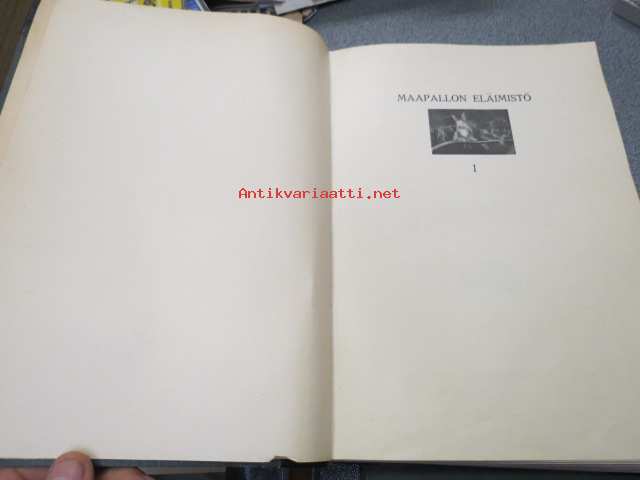 MAAPALLON ELÄIMISTÖ
1
Antikvariaatti.net